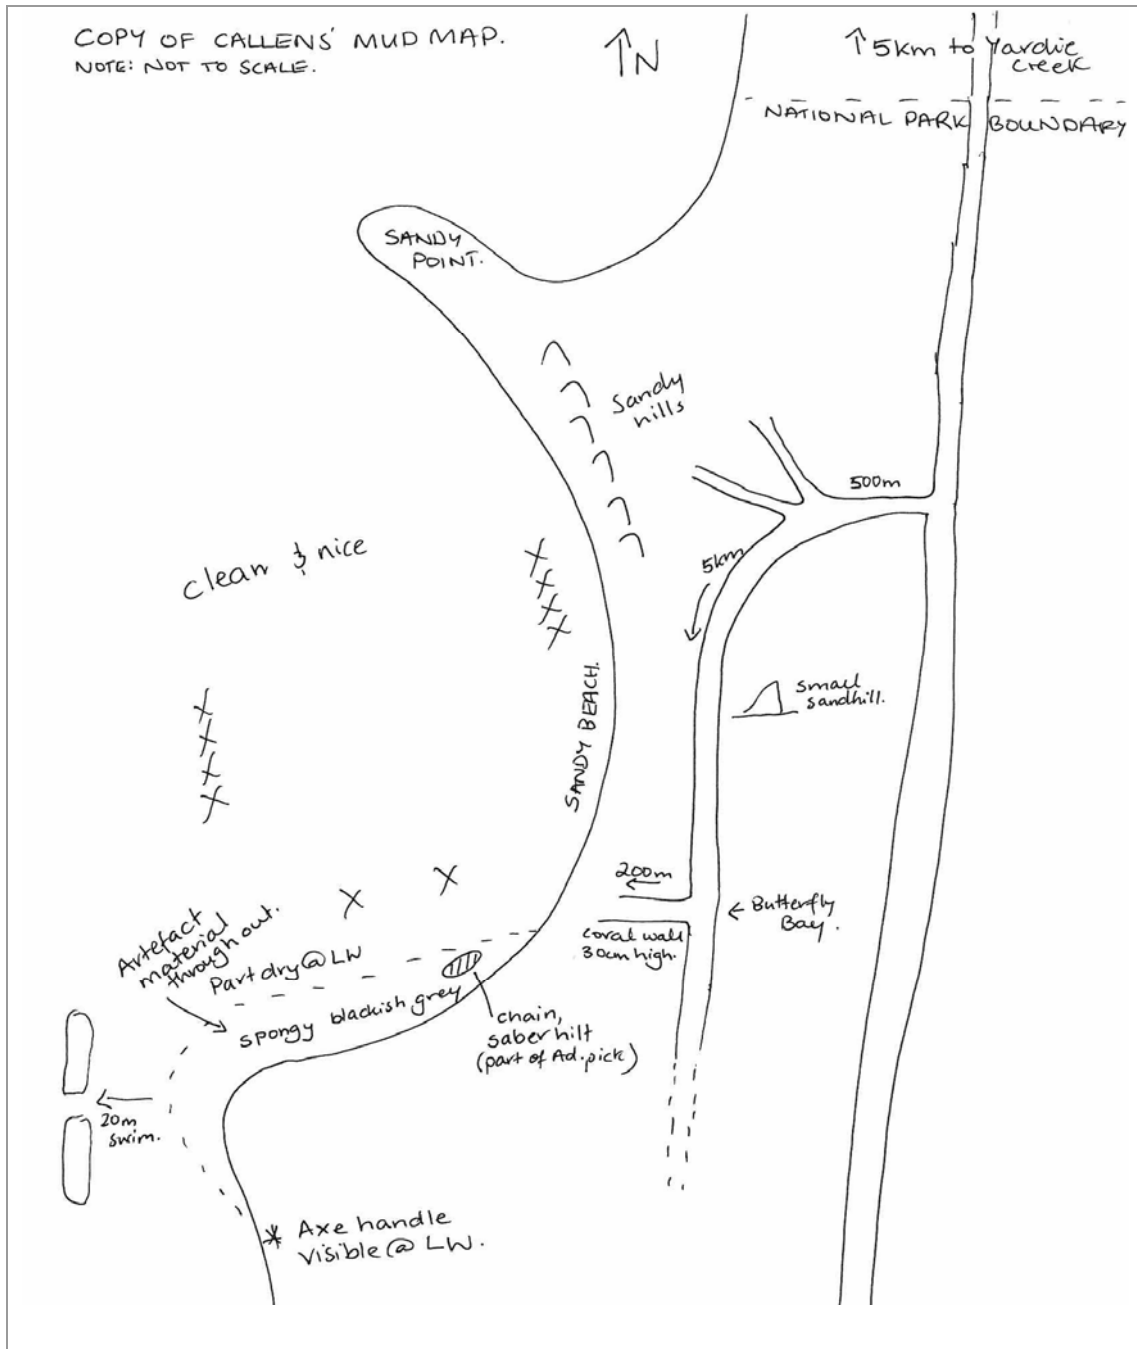 COPY OF CALLENS' MUD MAP.
NOTE: NOT TO SCALE.
↑N
↑5km to Yardie
Creek
NATIONAL PARK BOUNDARY
SANDY
POINT.
Sandy
hills
500m
clean & nice
5km
small
sandhill.
SANDY BEACH.
200m
← Butterfly
Bay.
coral wall
30cm high.
Artefact
material
through out.
Part dry @ LW
spongy blackish grey
chain,
saber hilt
(part of Ad. pick)
20m
swim.
Axe handle
visible @ LW.